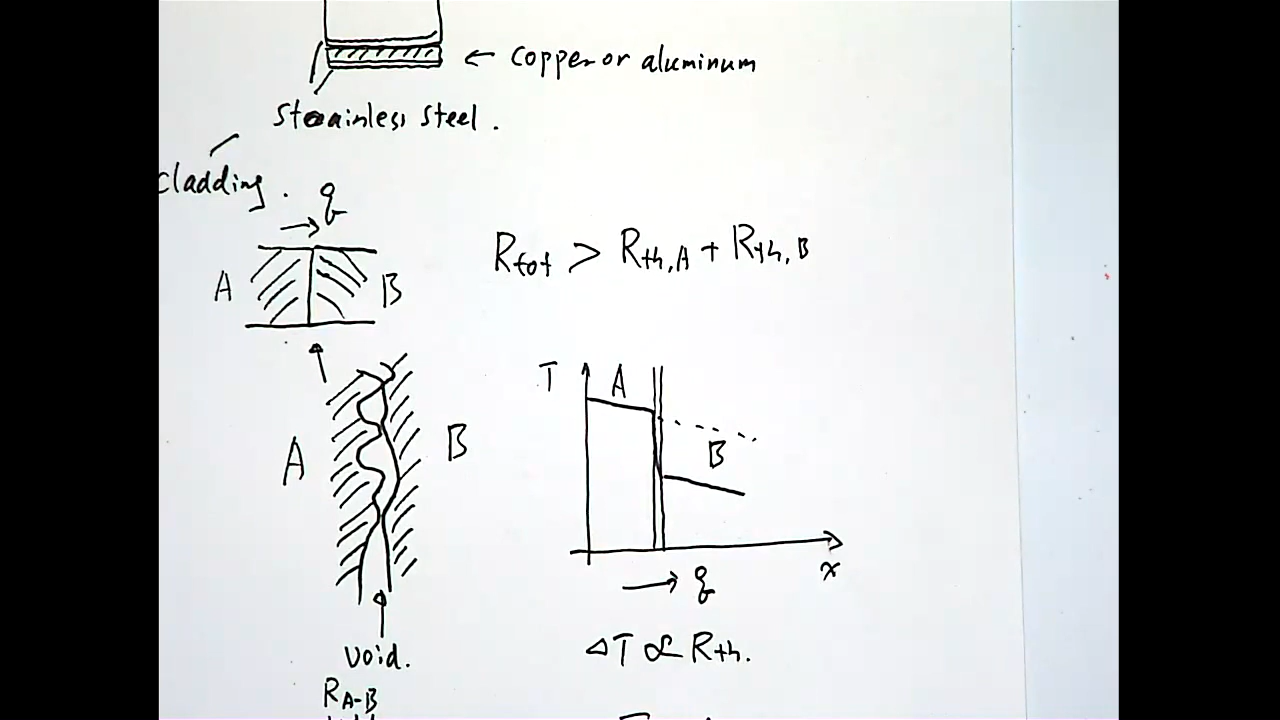 ← copper or aluminum
Stainless steel.
cladding.
q
A B
Rtot > Rth,A + Rth,B
T A
A B
B
x
→ q
void.
ΔT ∝ Rth.
RA-B